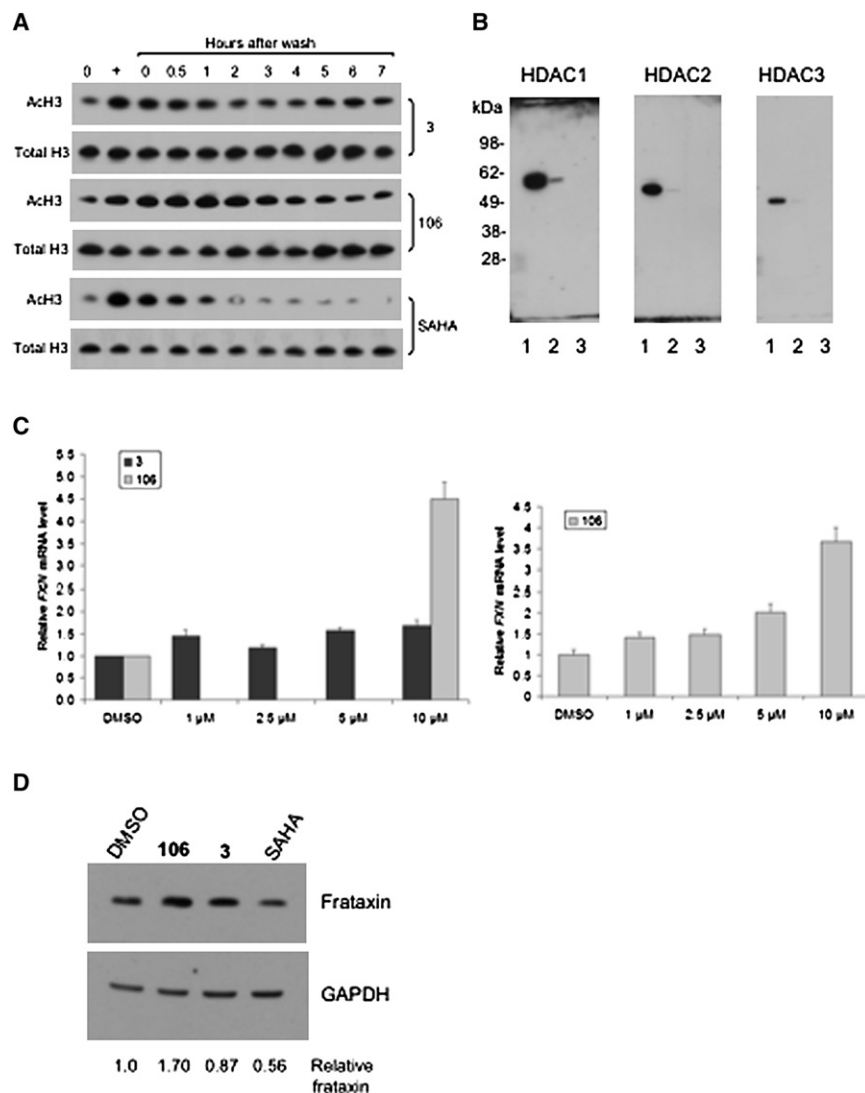 A
Hours after wash
0 + 0 0.5 1 2 3 4 5 6 7
AcH3
Total H3
3
AcH3
Total H3
106
AcH3
Total H3
SAHA
B
HDAC1 HDAC2 HDAC3
kDa
98-
62-
49-
38-
28-
1 2 3 1 2 3 1 2 3
C
Relative FXN mRNA level
5.5
5.0
4.5
4.0
3.5
3.0
2.5
2.0
1.5
1.0
0.5
0.0
3
106
DMSO 1 µM 2.5 µM 5 µM 10 µM
Relative FXN mRNA level
4.5
4
3.5
3
2.5
2
1.5
1
0.5
0
106
DMSO 1 µM 2.5 µM 5 µM 10 µM
D
DMSO 106 3 SAHA
Frataxin
GAPDH
1.0 1.70 0.87 0.56 Relative
frataxin